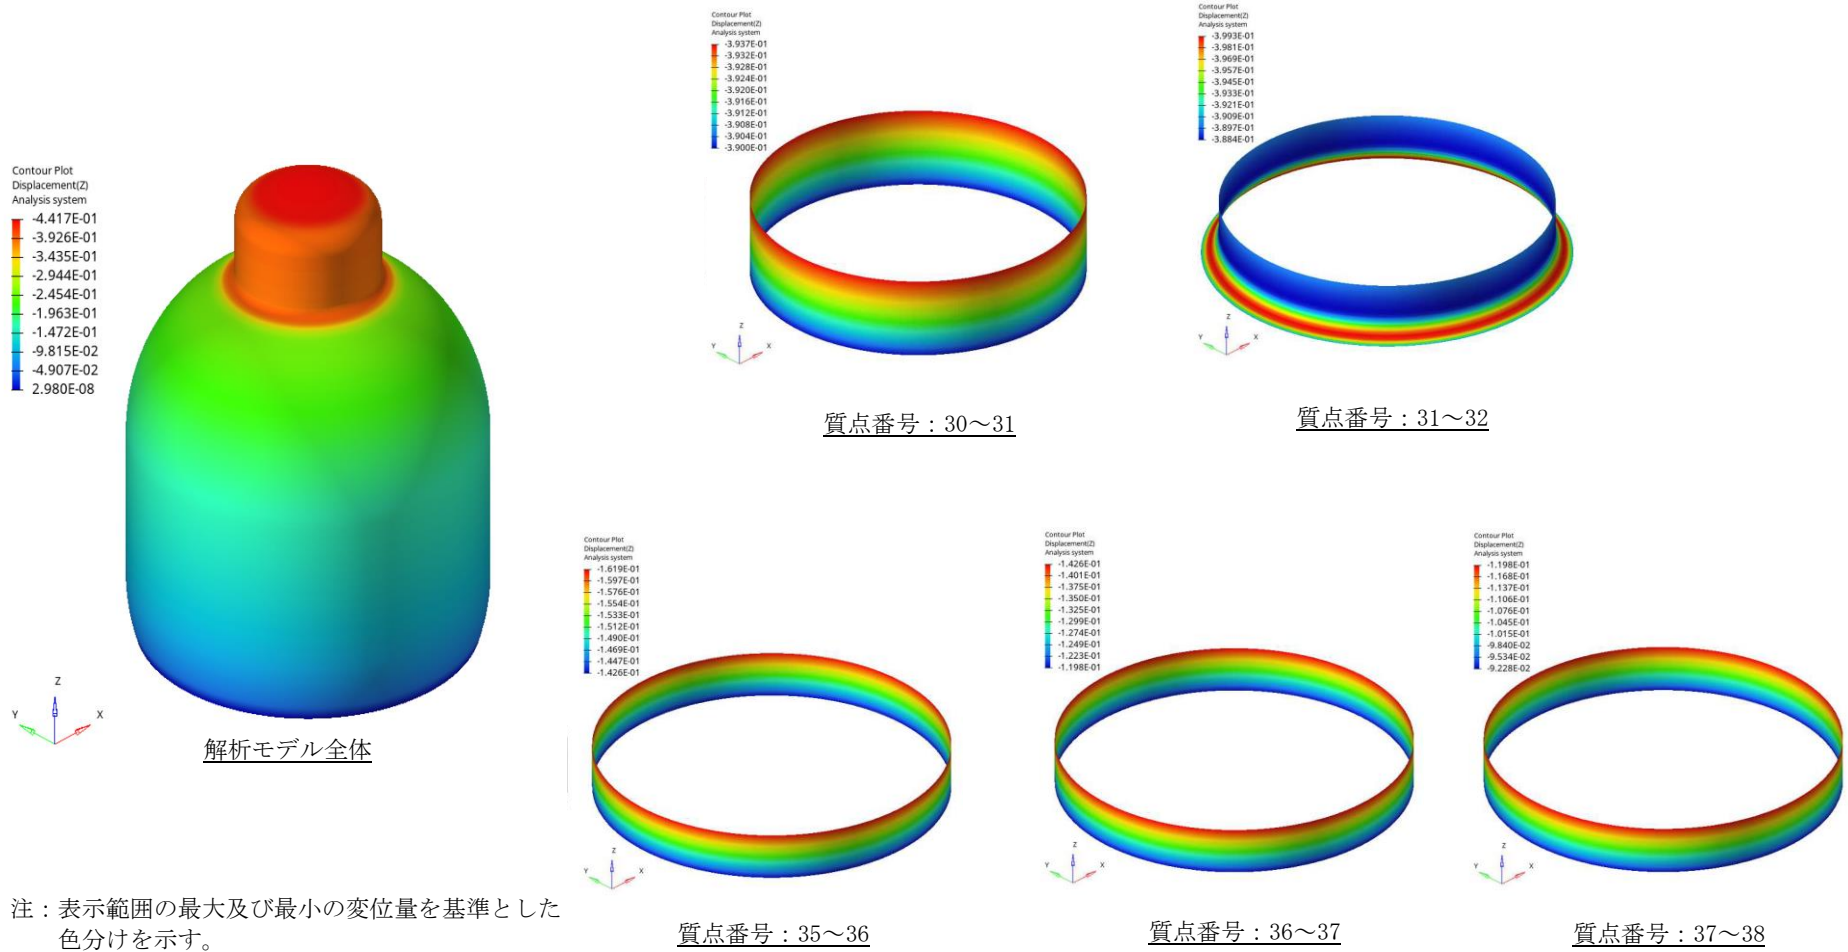 Contour Plot
Displacement(Z)
Analysis system
-4.417E-01
-3.926E-01
-3.435E-01
-2.944E-01
-2.454E-01
-1.963E-01
-1.472E-01
-9.815E-02
-4.907E-02
2.980E-08
Z
Y
X
解析モデル全体
Contour Plot
Displacement(Z)
Analysis system
-3.937E-01
-3.932E-01
-3.928E-01
-3.924E-01
-3.920E-01
-3.916E-01
-3.912E-01
-3.908E-01
-3.904E-01
-3.900E-01
Z
Y
X
質点番号：30～31
Contour Plot
Displacement(Z)
Analysis system
-3.993E-01
-3.981E-01
-3.969E-01
-3.957E-01
-3.945E-01
-3.933E-01
-3.921E-01
-3.909E-01
-3.897E-01
-3.884E-01
Z
Y
X
質点番号：31～32
Contour Plot
Displacement(Z)
Analysis system
-1.619E-01
-1.597E-01
-1.576E-01
-1.554E-01
-1.533E-01
-1.512E-01
-1.490E-01
-1.469E-01
-1.447E-01
-1.426E-01
Z
Y
X
質点番号：35～36
Contour Plot
Displacement(Z)
Analysis system
-1.426E-01
-1.401E-01
-1.375E-01
-1.350E-01
-1.325E-01
-1.299E-01
-1.274E-01
-1.249E-01
-1.223E-01
-1.198E-01
Z
Y
X
質点番号：36～37
Contour Plot
Displacement(Z)
Analysis system
-1.198E-01
-1.168E-01
-1.137E-01
-1.106E-01
-1.076E-01
-1.045E-01
-1.015E-01
-9.840E-02
-9.534E-02
-9.228E-02
Z
Y
X
質点番号：37～38
注：表示範囲の最大及び最小の変位量を基準とした
色分けを示す。